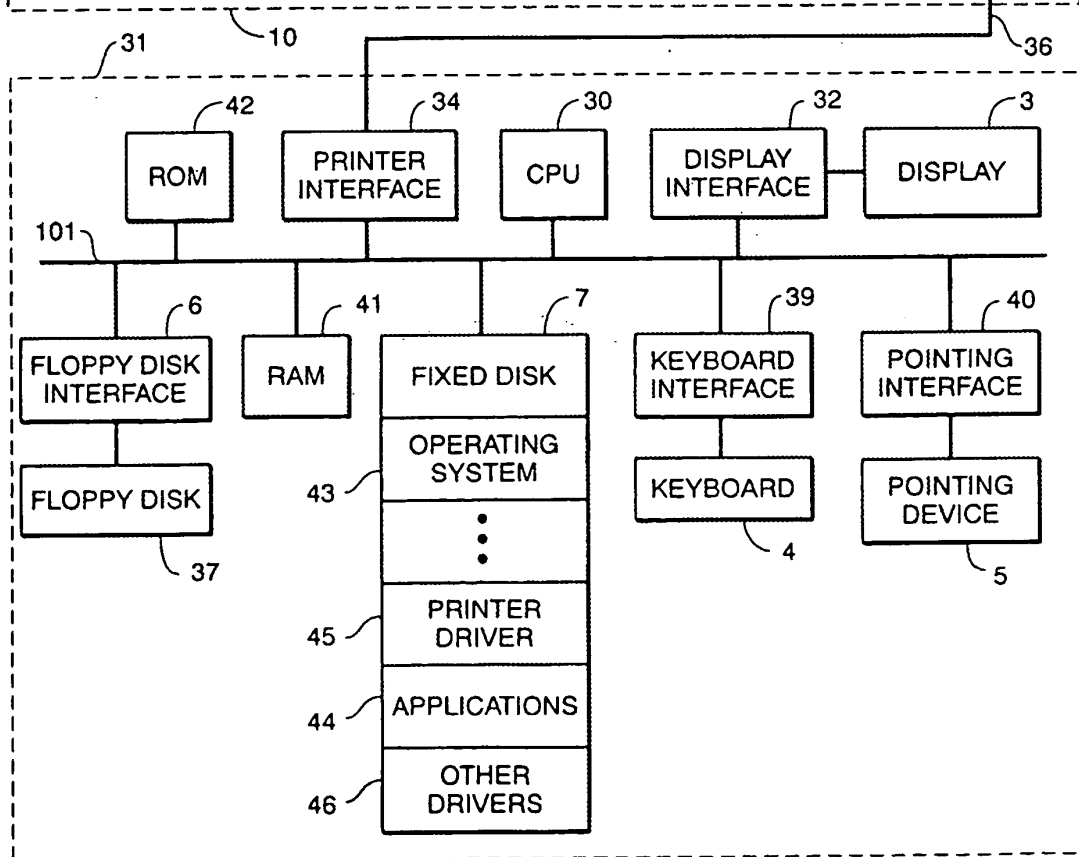 10
36
31
42
34
30
32
3
ROM
PRINTER
INTERFACE
CPU
DISPLAY
INTERFACE
DISPLAY
101
6
41
7
39
40
FLOPPY DISK
INTERFACE
RAM
FIXED DISK
KEYBOARD
INTERFACE
POINTING
INTERFACE
OPERATING
SYSTEM
43
FLOPPY DISK
37
KEYBOARD
4
POINTING
DEVICE
5
PRINTER
DRIVER
45
APPLICATIONS
44
OTHER
DRIVERS
46